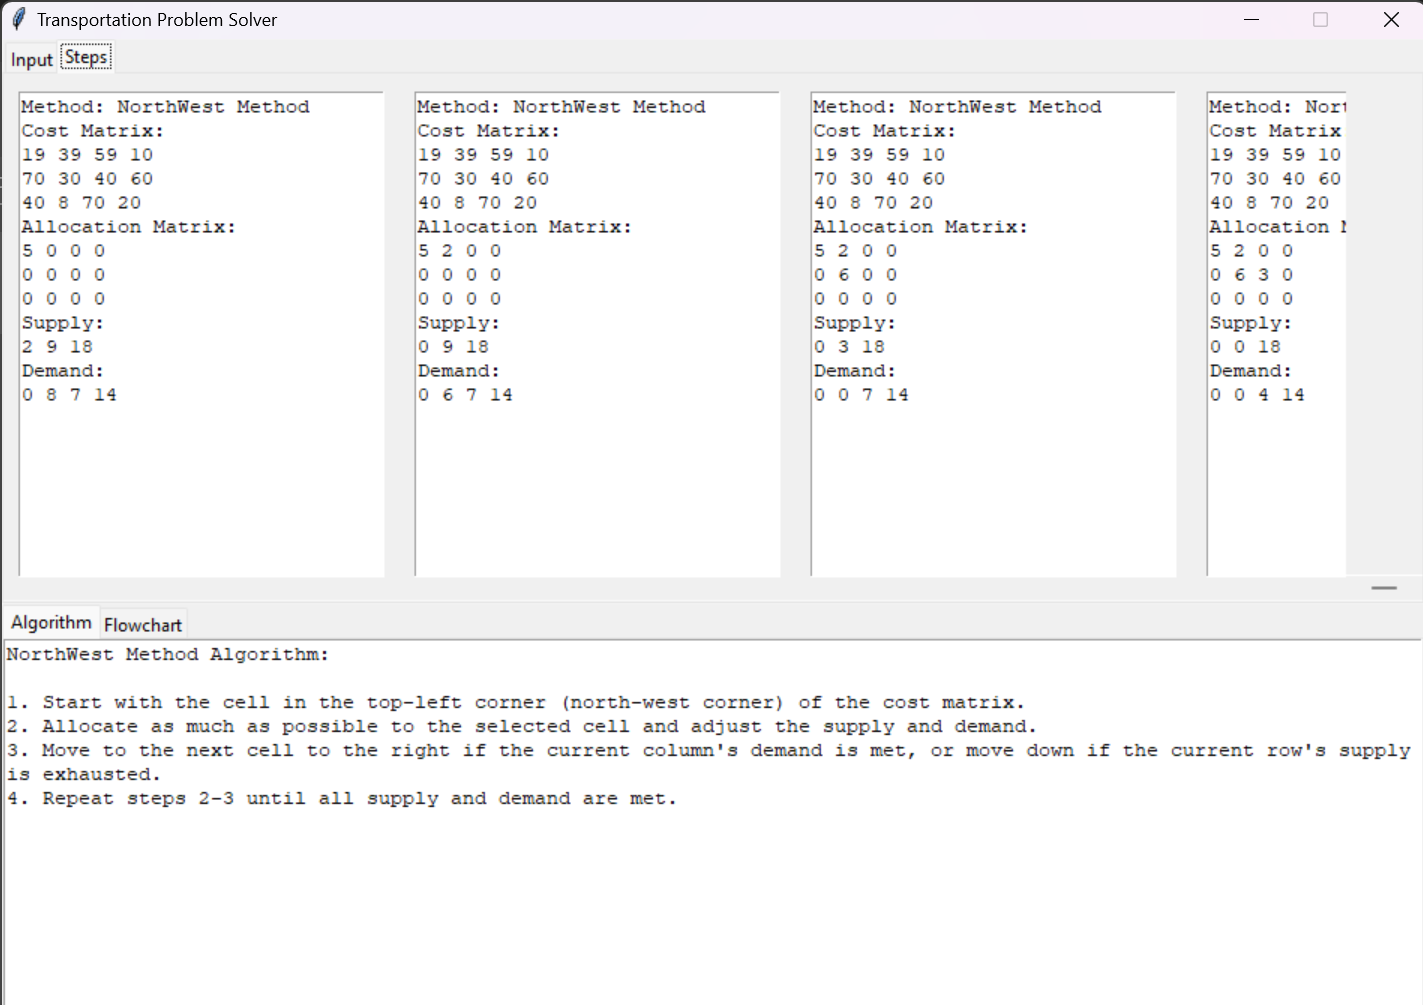 Transportation Problem Solver
Input Steps
Method: NorthWest Method
Cost Matrix:
19 39 59 10
70 30 40 60
40 8 70 20
Allocation Matrix:
5 0 0 0
0 0 0 0
0 0 0 0
Supply:
2 9 18
Demand:
0 8 7 14
Method: NorthWest Method
Cost Matrix:
19 39 59 10
70 30 40 60
40 8 70 20
Allocation Matrix:
5 2 0 0
0 0 0 0
0 0 0 0
Supply:
0 9 18
Demand:
0 6 7 14
Method: NorthWest Method
Cost Matrix:
19 39 59 10
70 30 40 60
40 8 70 20
Allocation Matrix:
5 2 0 0
0 6 0 0
0 0 0 0
Supply:
0 3 18
Demand:
0 0 7 14
Method: Nort
Cost Matrix
19 39 59 10
70 30 40 60
40 8 70 20
Allocation
5 2 0 0
0 6 3 0
0 0 0 0
Supply:
0 0 18
Demand:
0 0 4 14
Algorithm Flowchart
NorthWest Method Algorithm:
1. Start with the cell in the top-left corner (north-west corner) of the cost matrix.
2. Allocate as much as possible to the selected cell and adjust the supply and demand.
3. Move to the next cell to the right if the current column's demand is met, or move down if the current row's supply
is exhausted.
4. Repeat steps 2-3 until all supply and demand are met.